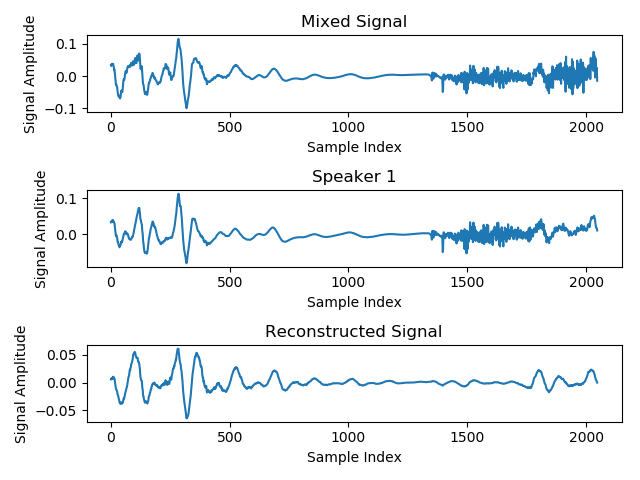 Mixed Signal
Signal Amplitude
0.1
0.0
−0.1
0 500 1000 1500 2000
Sample Index
Speaker 1
Signal Amplitude
0.1
0.0
0 500 1000 1500 2000
Sample Index
Reconstructed Signal
Signal Amplitude
0.05
0.00
−0.05
0 500 1000 1500 2000
Sample Index